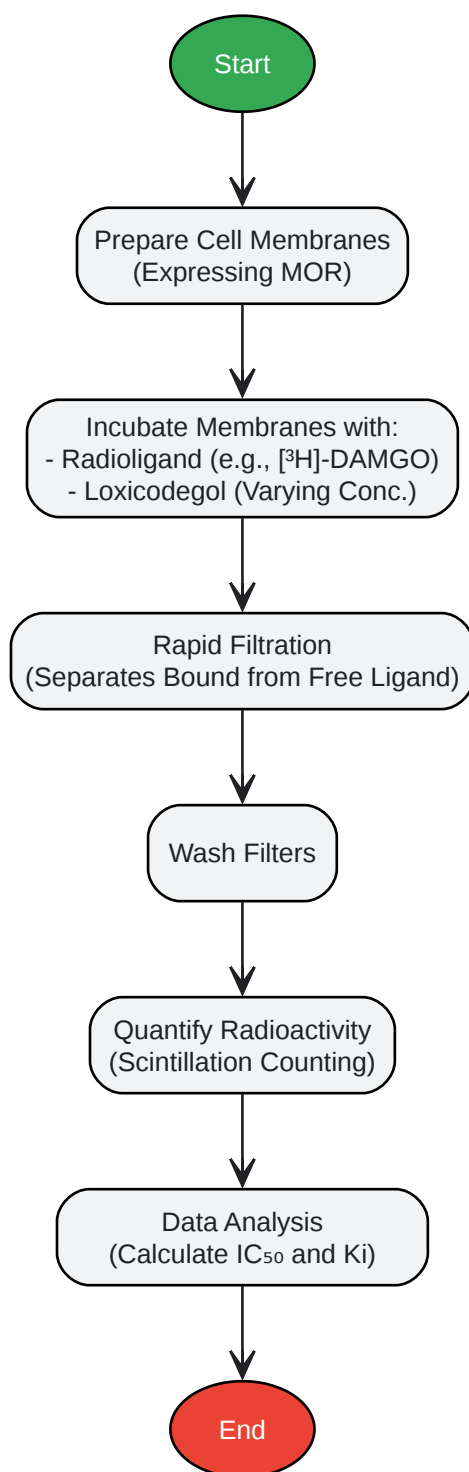 Start
Prepare Cell Membranes
(Expressing MOR)
Incubate Membranes with:
- Radioligand (e.g., [³H]-DAMGO)
- Loxicodegol (Varying Conc.)
Rapid Filtration
(Separates Bound from Free Ligand)
Wash Filters
Quantify Radioactivity
(Scintillation Counting)
Data Analysis
(Calculate IC₅₀ and Ki)
End